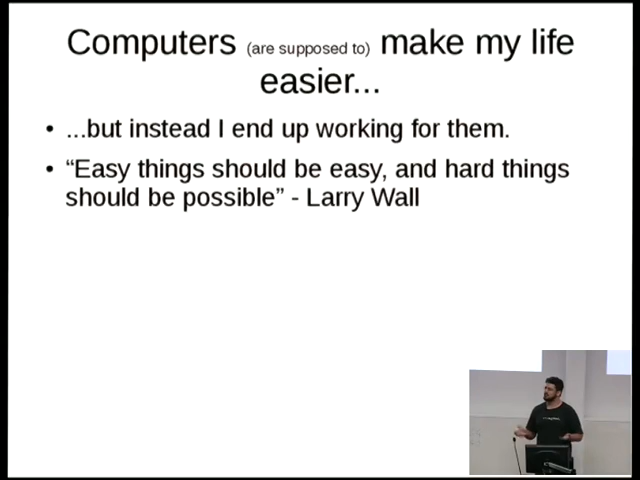 Computers (are supposed to) make my life
easier...
• ...but instead I end up working for them.
• “Easy things should be easy, and hard things
should be possible” - Larry Wall